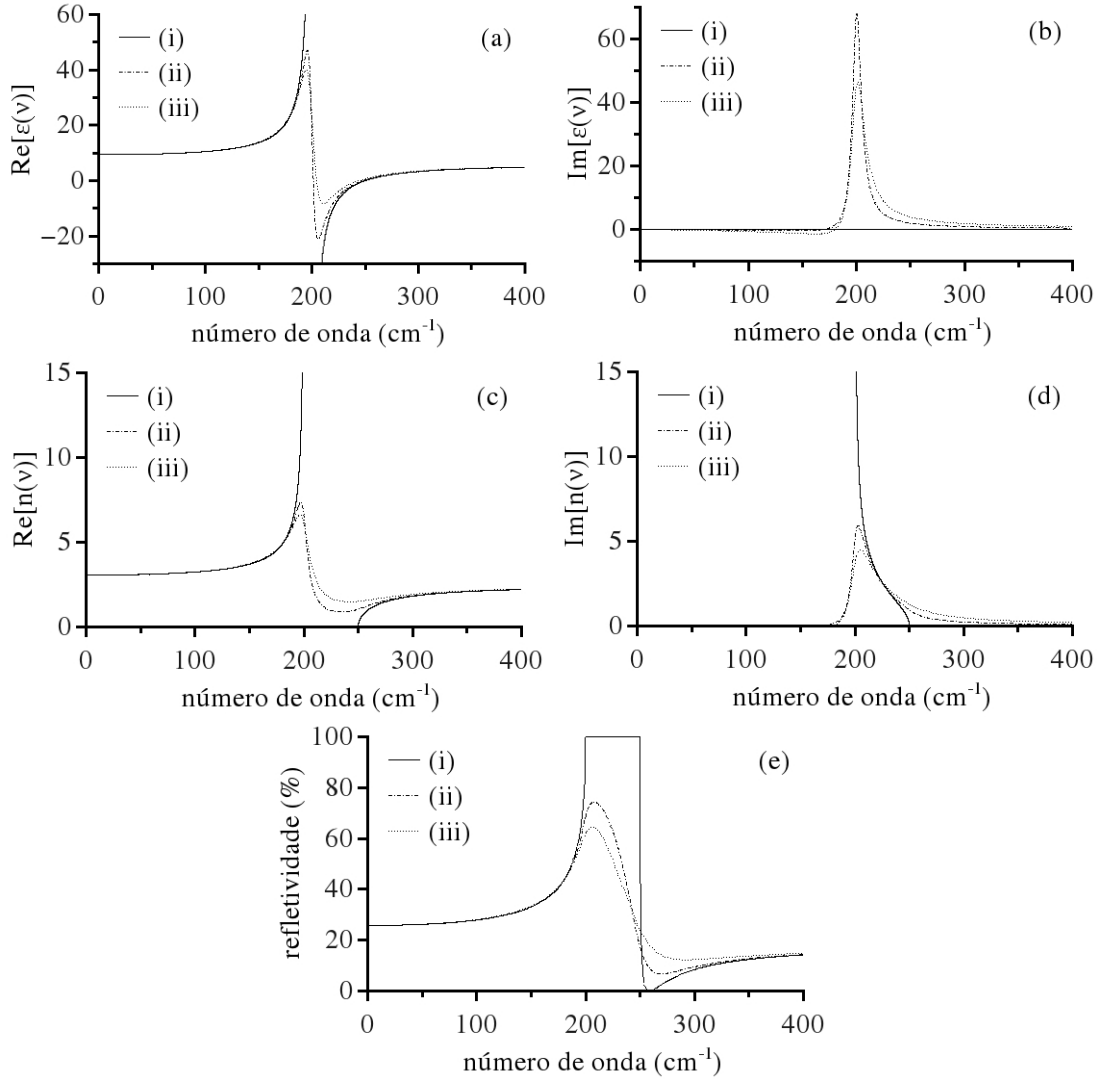 60
40
20
0
−20
Re[ε(ν)]
(i)
(ii)
(iii)
(a)
0
100
200
300
400
número de onda (cm⁻¹)
60
40
20
0
Im[ε(ν)]
(i)
(ii)
(iii)
(b)
0
100
200
300
400
número de onda (cm⁻¹)
15
10
5
0
Re[n(ν)]
(i)
(ii)
(iii)
(c)
0
100
200
300
400
número de onda (cm⁻¹)
15
10
5
0
Im[n(ν)]
(i)
(ii)
(iii)
(d)
0
100
200
300
400
número de onda (cm⁻¹)
100
80
60
40
20
0
refletividade (%)
(i)
(ii)
(iii)
(e)
0
100
200
300
400
número de onda (cm⁻¹)